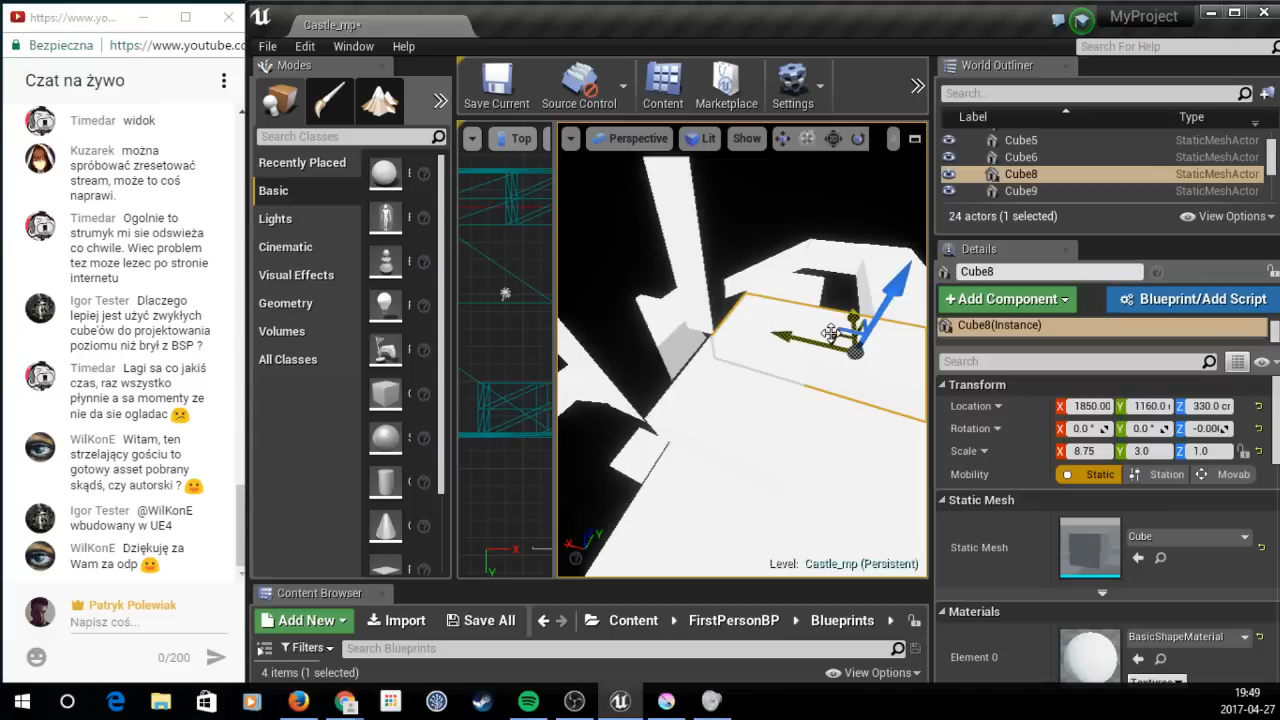 https://www.yo...
Bezpieczna
https://www.youtube.cc
Czat na żywo
Timedar widok
Kuzarek można
spróbować zresetować
stream, może to coś
naprawi.
Timedar Ogolnie to
strumyk mi sie odswieża
co chwile. Wiec problem
tez moze lezec po stronie
internetu
Igor Tester Dlaczego
lepiej jest użyć zwykłych
cube'ów do projektowania
poziomu niż brył z BSP ?
Timedar Lagi sa co jakiś
czas, raz wszystko
płynnie a sa momenty ze
nie da sie ogladac
WilKonE Witam, ten
strzelający gościu to
gotowy asset pobrany
skądś, czy autorski ?
Igor Tester @WilKonE
wbudowany w UE4
WilKonE Dziękuję za
Wam za odp
Patryk Polewiak
Napisz coś...
0/200
Castle_mp*
MyProject
File Edit Window Help
Search For Help
Modes
Search Classes
Recently Placed
Basic
Lights
Cinematic
Visual Effects
Geometry
Volumes
All Classes
Save Current Source Control Content Marketplace Settings
Top
Perspective Lit Show
X
Y
X
Y
Level: Castle_mp (Persistent)
Content Browser
Add New Import Save All Content FirstPersonBP Blueprints
Filters Search Blueprints
4 items (1 selected) View Options
World Outliner
Search...
Label Type
Cube5 StaticMeshActor
Cube6 StaticMeshActor
Cube8 StaticMeshActor
Cube9 StaticMeshActor
24 actors (1 selected) View Options
Details
Cube8
+ Add Component Blueprint/Add Script
Cube8(Instance)
Search
Transform
Location X 1850.00 Y 1160.0 Z 330.0 cr
Rotation X 0.0 ° Y 0.0 ° Z -0.00
Scale X 8.75 Y 3.0 Z 1.0
Mobility Static Station Movab
Static Mesh
Static Mesh Cube
Materials
Element 0 BasicShapeMaterial
Textures
19:49
2017-04-27